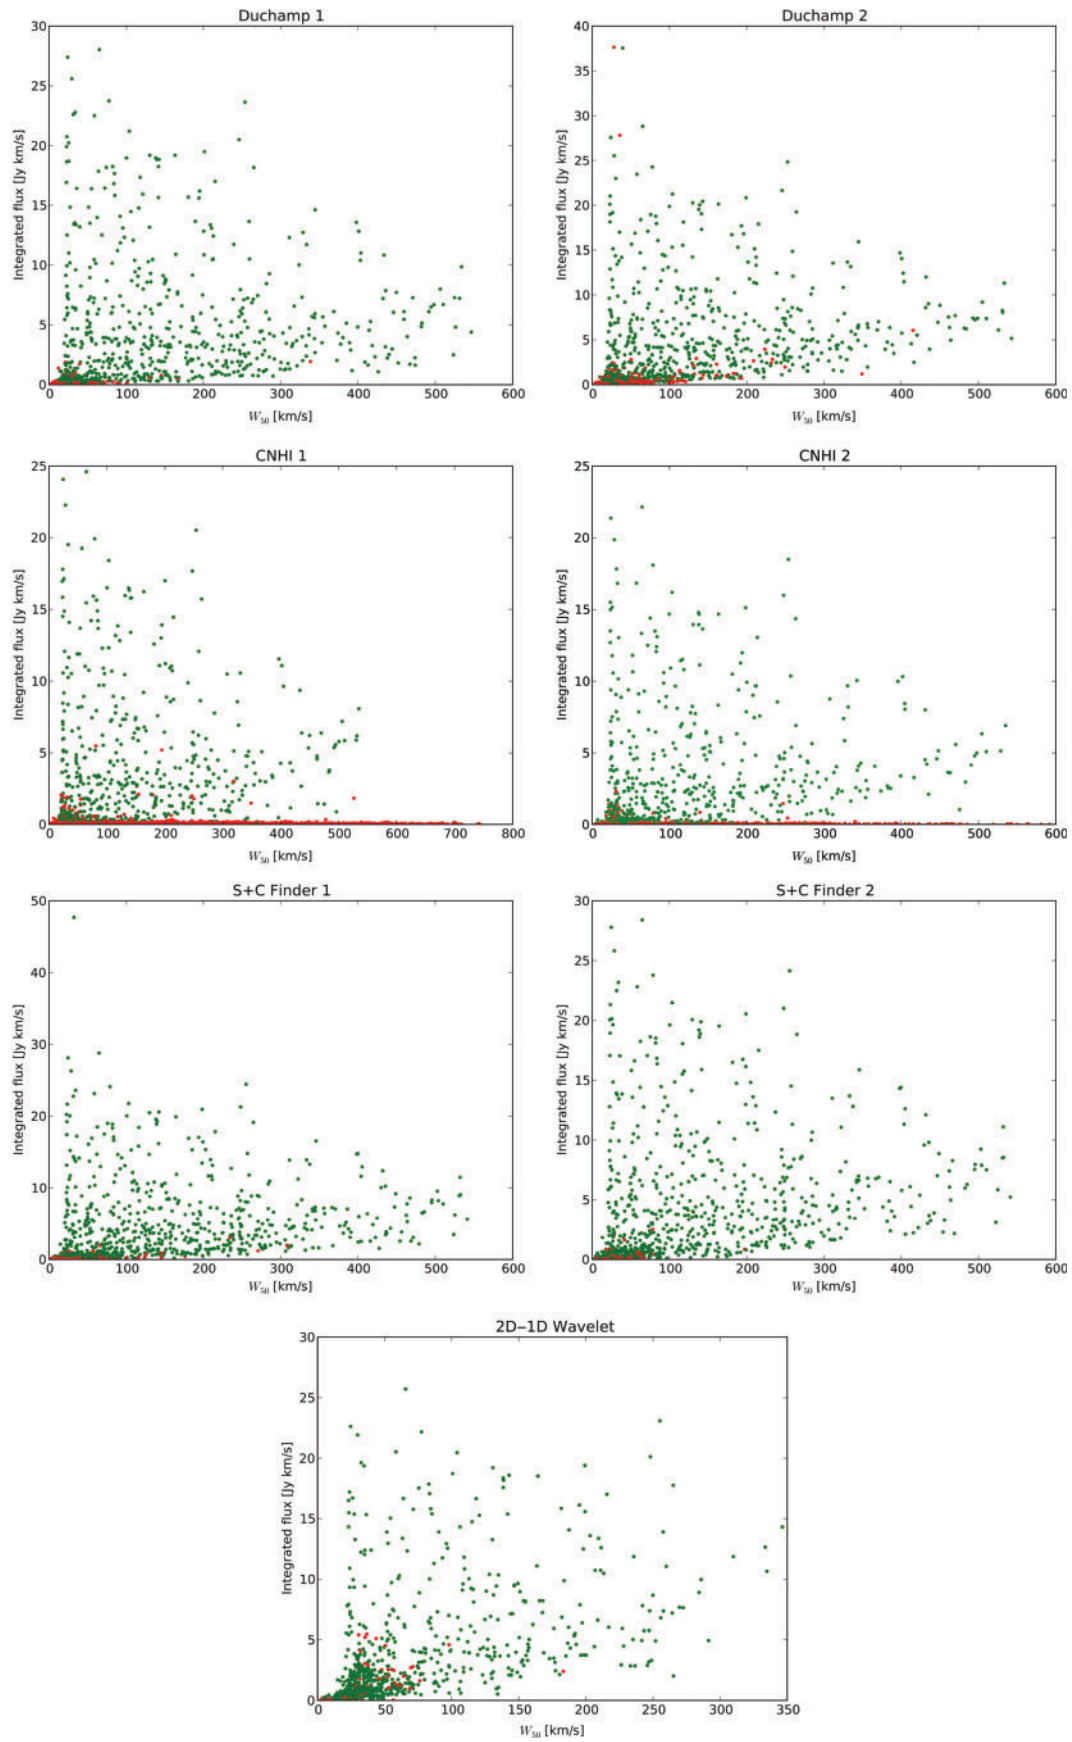 Duchamp 1
30
25
20
15
10
5
0
Integrated flux [Jy km/s]
0 100 200 300 400 500 600
W50 [km/s]
Duchamp 2
40
35
30
25
20
15
10
5
0
Integrated flux [Jy km/s]
0 100 200 300 400 500 600
W50 [km/s]
CNHI 1
25
20
15
10
5
0
Integrated flux [Jy km/s]
0 100 200 300 400 500 600 700 800
W50 [km/s]
CNHI 2
25
20
15
10
5
0
Integrated flux [Jy km/s]
0 100 200 300 400 500 600
W50 [km/s]
S+C Finder 1
50
40
30
20
10
0
Integrated flux [Jy km/s]
0 100 200 300 400 500 600
W50 [km/s]
S+C Finder 2
30
25
20
15
10
5
0
Integrated flux [Jy km/s]
0 100 200 300 400 500 600
W50 [km/s]
2D–1D Wavelet
30
25
20
15
10
5
0
Integrated flux [Jy km/s]
0 50 100 150 200 250 300 350
W50 [km/s]